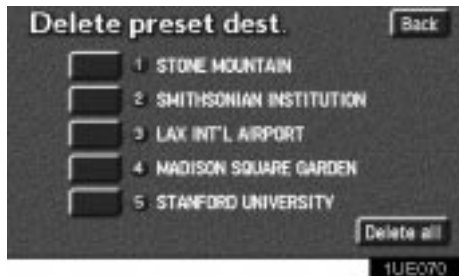 Delete preset dest.
Back
1 STONE MOUNTAIN
2 SMITHSONIAN INSTITUTION
3 LAX INT'L AIRPORT
4 MADISON SQUARE GARDEN
5 STANFORD UNIVERSITY
Delete all
1UE070